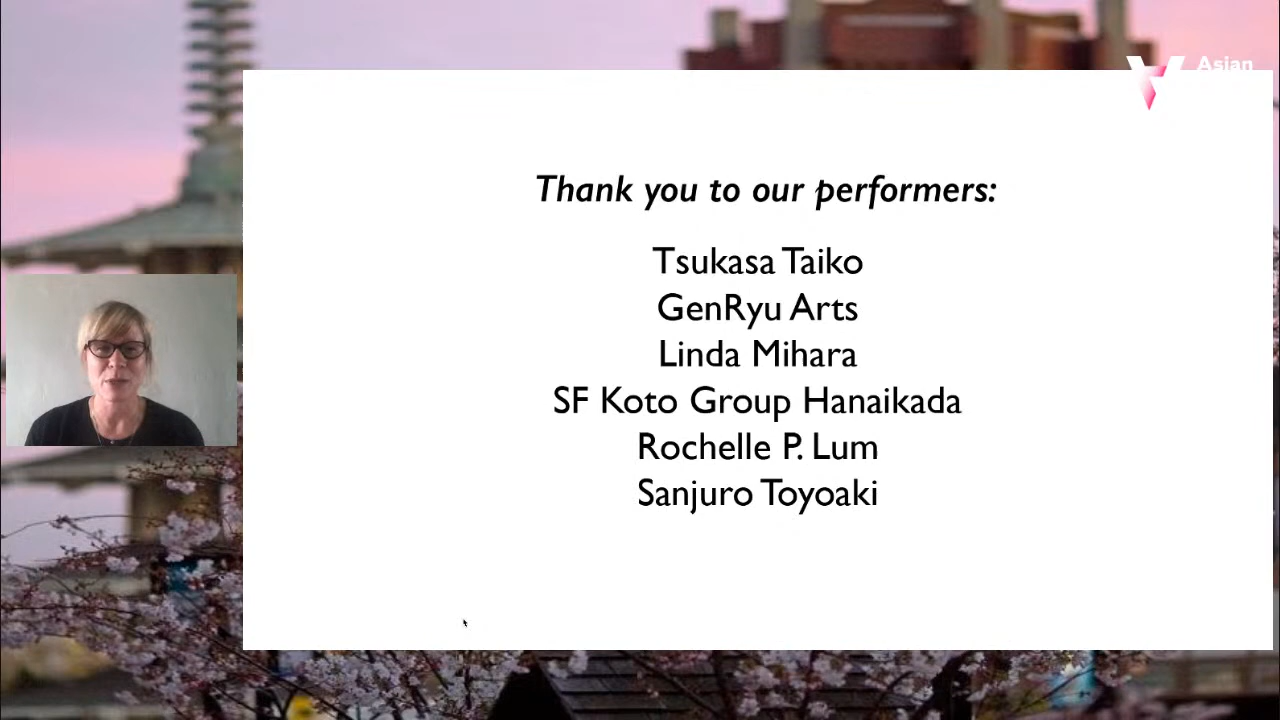 Asian
Thank you to our performers:
Tsukasa Taiko
GenRyu Arts
Linda Mihara
SF Koto Group Hanaikada
Rochelle P. Lum
Sanjuro Toyoaki